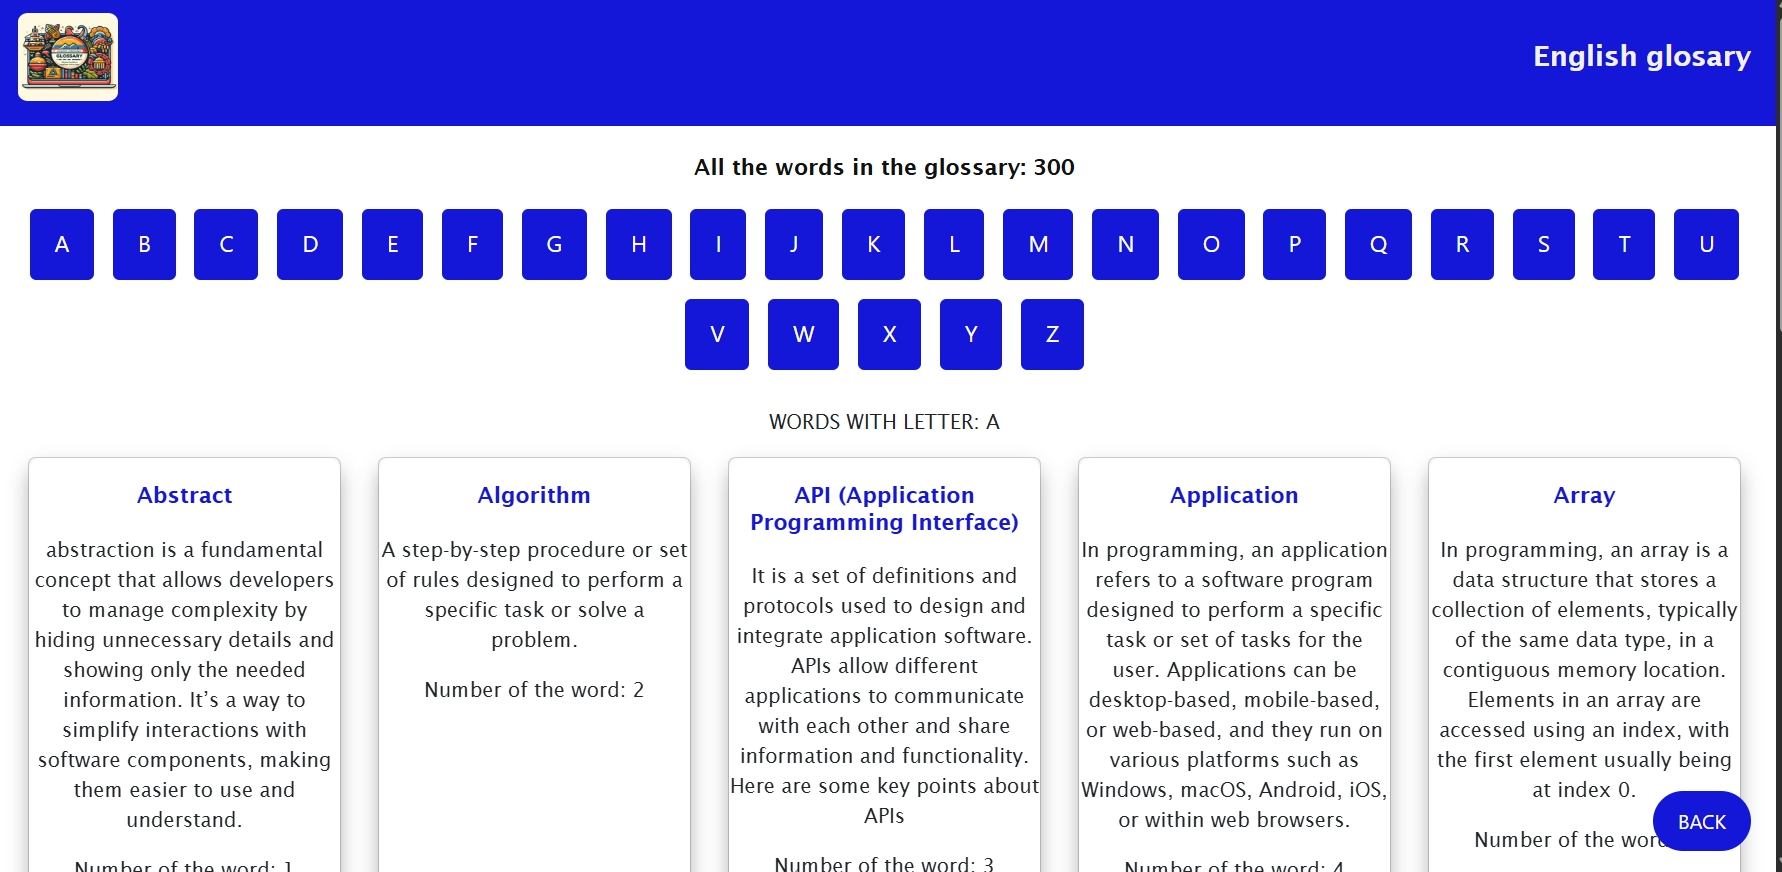 GLOSSARY
English glosary
All the words in the glossary: 300
A B C D E F G H I J K L M N O P Q R S T U
V W X Y Z
WORDS WITH LETTER: A
Abstract
abstraction is a fundamental
concept that allows developers
to manage complexity by
hiding unnecessary details and
showing only the needed
information. It’s a way to
simplify interactions with
software components, making
them easier to use and
understand.
Number of the word: 1
Algorithm
A step-by-step procedure or set
of rules designed to perform a
specific task or solve a
problem.
Number of the word: 2
API (Application
Programming Interface)
It is a set of definitions and
protocols used to design and
integrate application software.
APIs allow different
applications to communicate
with each other and share
information and functionality.
Here are some key points about
APIs
Number of the word: 3
Application
In programming, an application
refers to a software program
designed to perform a specific
task or set of tasks for the
user. Applications can be
desktop-based, mobile-based,
or web-based, and they run on
various platforms such as
Windows, macOS, Android, iOS,
or within web browsers.
Number of the word: 4
Array
In programming, an array is a
data structure that stores a
collection of elements, typically
of the same data type, in a
contiguous memory location.
Elements in an array are
accessed using an index, with
the first element usually being
at index 0.
Number of the word
BACK